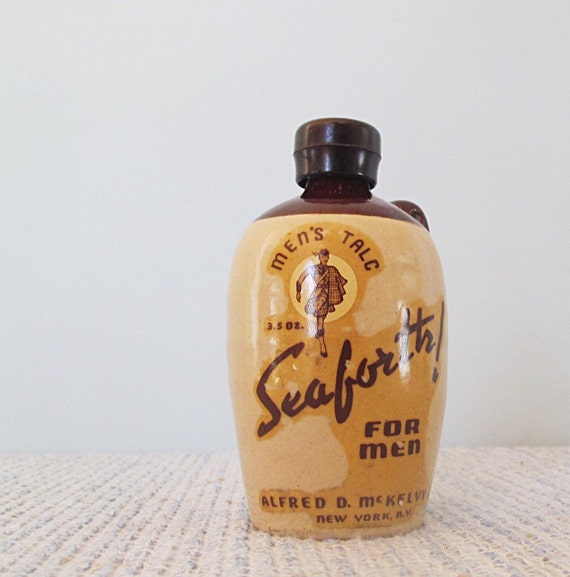 MEN'S TALC
3.5 OZ.
Seaforth!
FOR
MEN
ALFRED D. McKELVY
NEW YORK, N.Y.